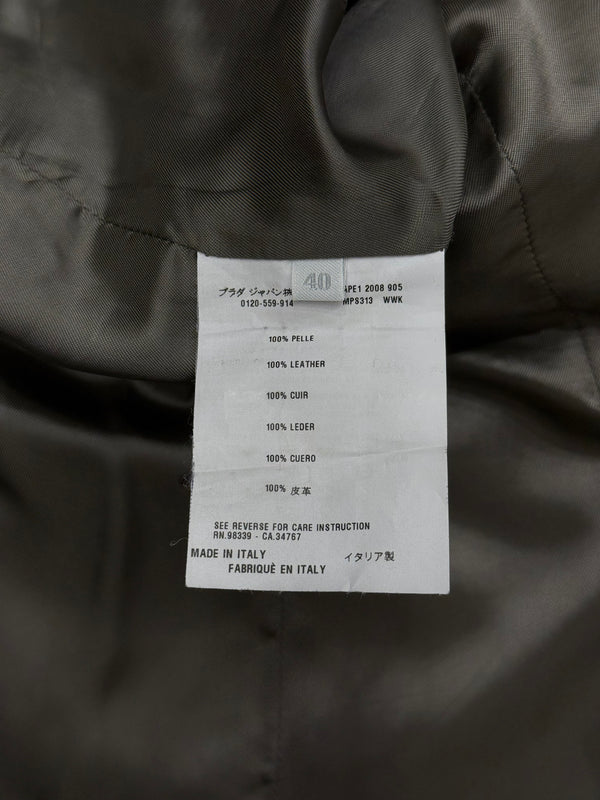 40
プラダ ジャパン株
APE1 2008 905
0120-559-914
MPS313 WWK
100% PELLE
100% LEATHER
100% CUIR
100% LEDER
100% CUERO
100% 皮革
SEE REVERSE FOR CARE INSTRUCTION
RN.98339 - CA.34767
MADE IN ITALY イタリア製
FABRIQUÈ EN ITALY